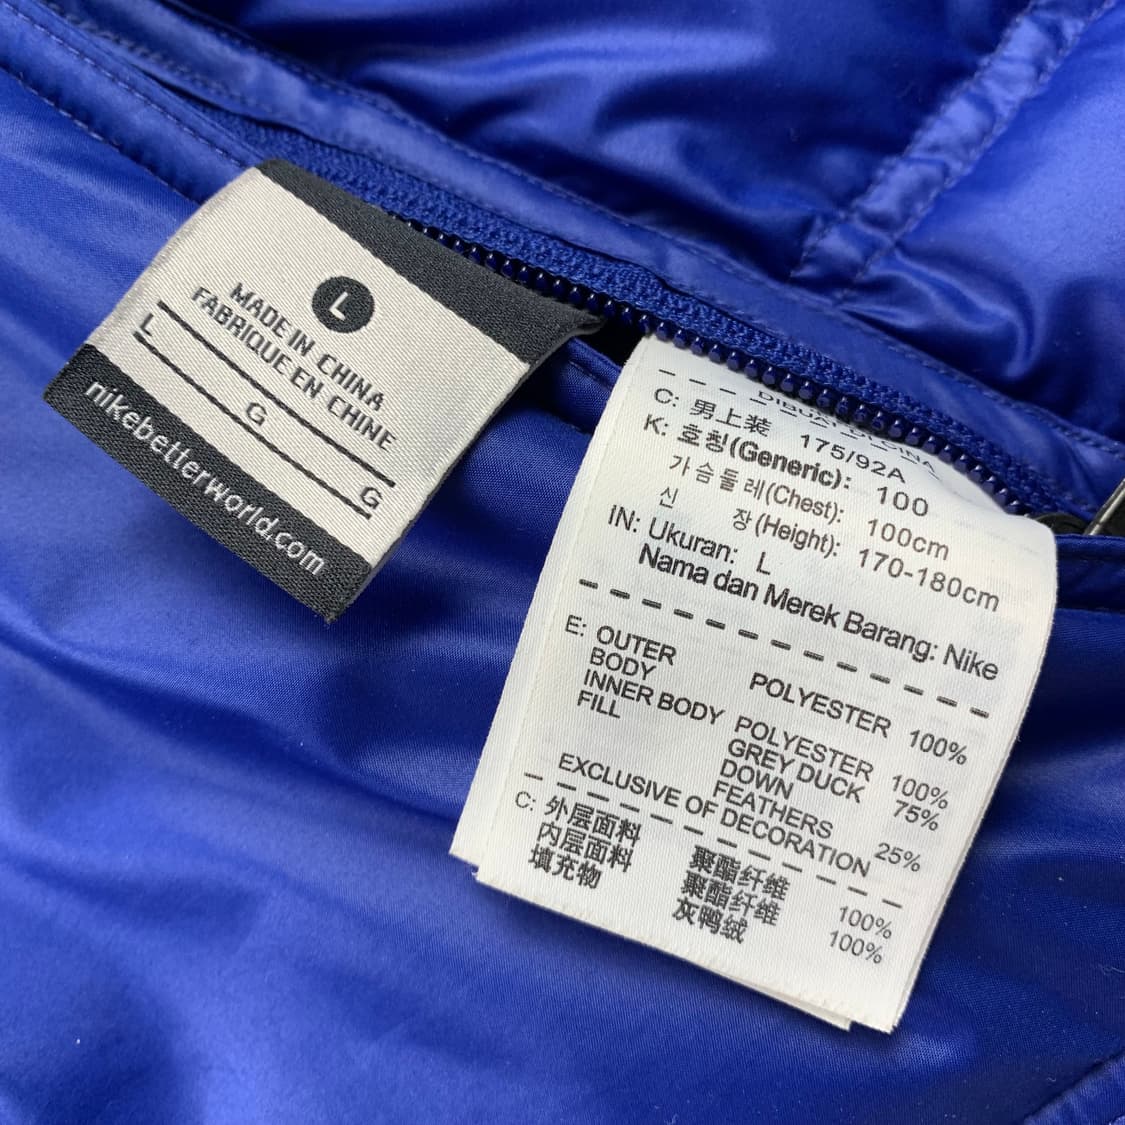 L
MADE IN CHINA
FABRIQUE EN CHINE
L G G
nikebetterworld.com
C: 男上装 175/92A
K: 호칭(Generic): 100
가슴둘레(Chest): 100cm
신 장(Height): 170-180cm
IN: Ukuran: L
Nama dan Merek Barang: Nike
E: OUTER
BODY POLYESTER 100%
INNER BODY POLYESTER 100%
FILL GREY DUCK
DOWN 75%
FEATHERS 25%
EXCLUSIVE OF DECORATION
C: 外层面料 聚酯纤维 100%
内层面料 聚酯纤维 100%
填充物 灰鸭绒